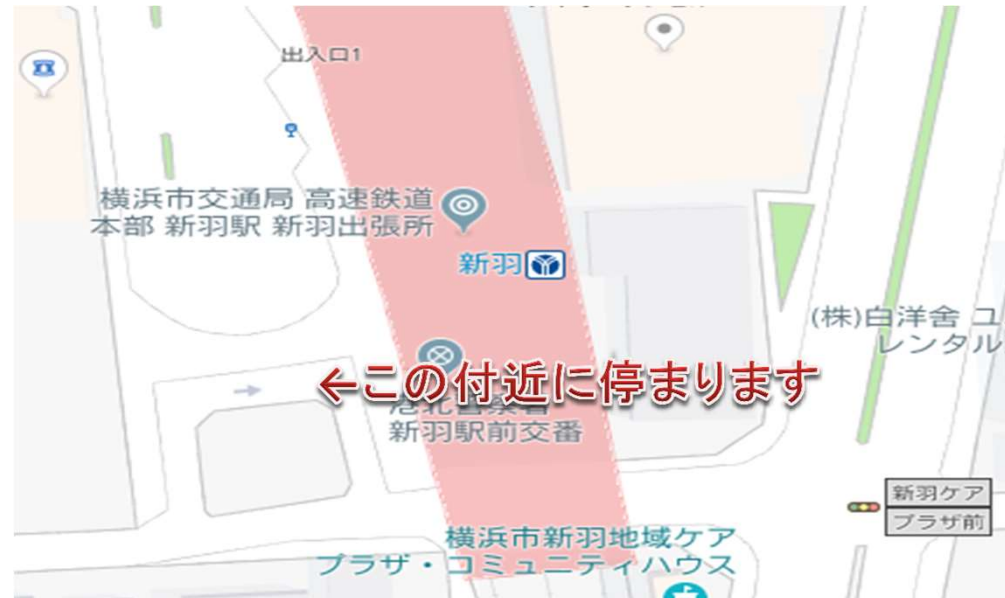 出入口1
横浜市交通局 高速鉄道
本部 新羽駅 新羽出張所
新羽
(株)白洋舍 ユ
レンタル
←この付近に停まります
新羽駅前交番
新羽ケア
プラザ前
横浜市新羽地域ケア
プラザ・コミュニティハウス